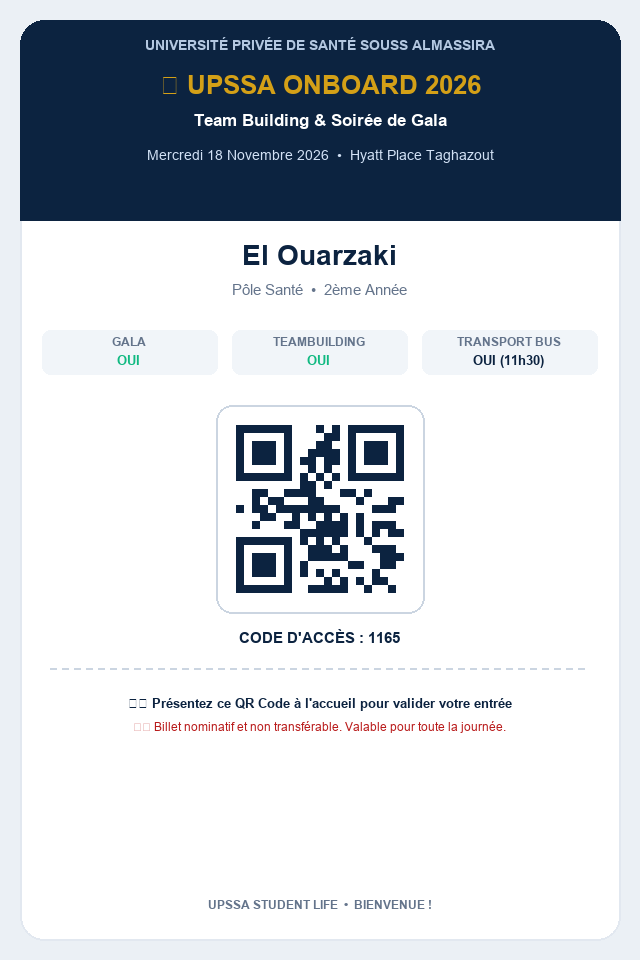 UNIVERSITÉ PRIVÉE DE SANTÉ SOUSS ALMASSIRA
UPSSA ONBOARD 2026
Team Building & Soirée de Gala
Mercredi 18 Novembre 2026 • Hyatt Place Taghazout
El Ouarzaki
Pôle Santé • 2ème Année
GALA
OUI
TEAMBUILDING
OUI
TRANSPORT BUS
OUI (11h30)
CODE D'ACCÈS : 1165
Présentez ce QR Code à l'accueil pour valider votre entrée
Billet nominatif et non transférable. Valable pour toute la journée.
UPSSA STUDENT LIFE • BIENVENUE !